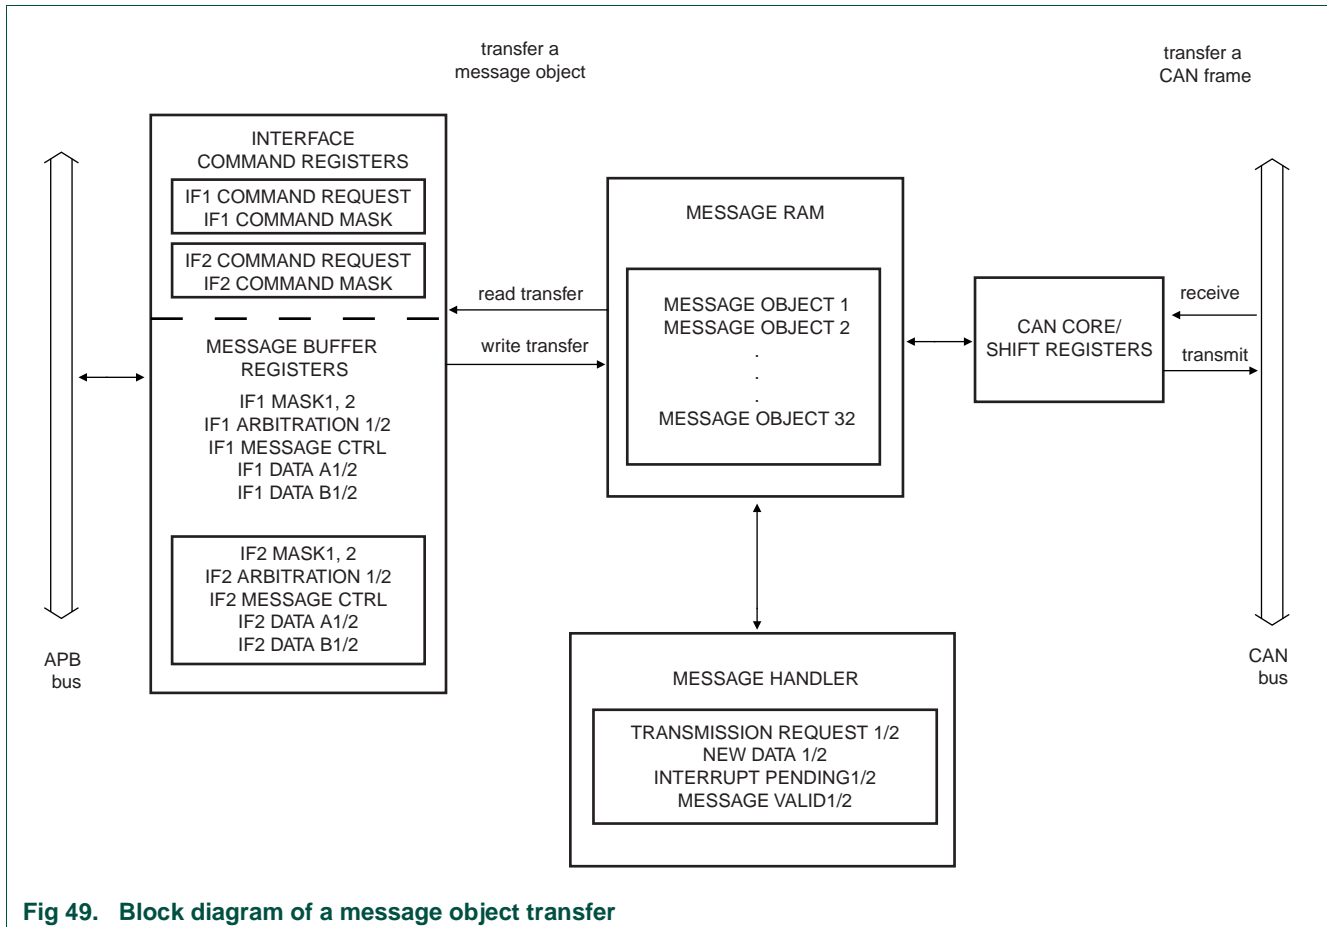 transfer a
message object
transfer a
CAN frame
INTERFACE
COMMAND REGISTERS
IF1 COMMAND REQUEST
IF1 COMMAND MASK
IF2 COMMAND REQUEST
IF2 COMMAND MASK
MESSAGE BUFFER
REGISTERS
IF1 MASK1, 2
IF1 ARBITRATION 1/2
IF1 MESSAGE CTRL
IF1 DATA A1/2
IF1 DATA B1/2
IF2 MASK1, 2
IF2 ARBITRATION 1/2
IF2 MESSAGE CTRL
IF2 DATA A1/2
IF2 DATA B1/2
APB
bus
read transfer
write transfer
MESSAGE RAM
MESSAGE OBJECT 1
MESSAGE OBJECT 2
.
.
.
MESSAGE OBJECT 32
CAN CORE/
SHIFT REGISTERS
receive
transmit
CAN
bus
MESSAGE HANDLER
TRANSMISSION REQUEST 1/2
NEW DATA 1/2
INTERRUPT PENDING1/2
MESSAGE VALID1/2
Fig 49. Block diagram of a message object transfer